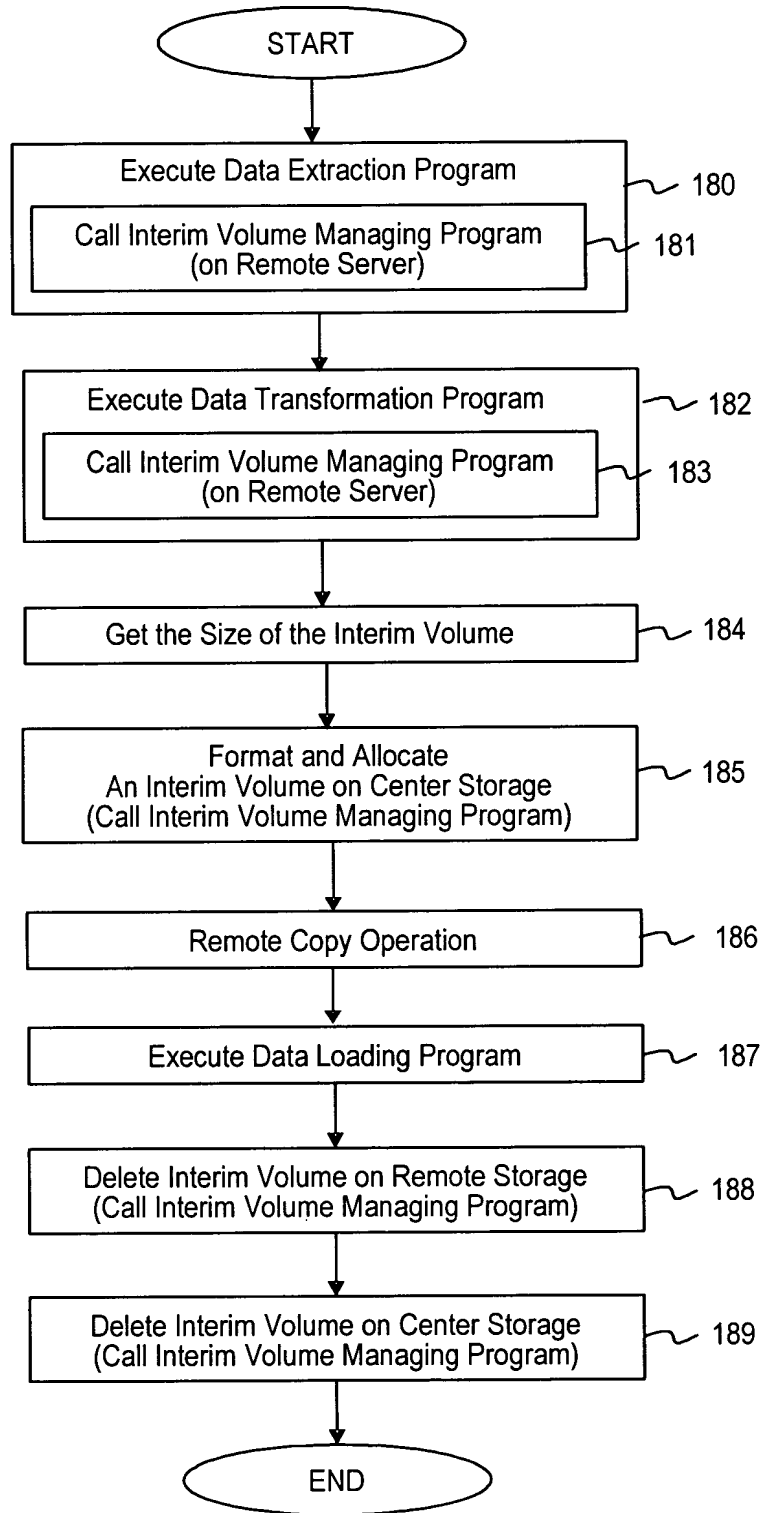 START
Execute Data Extraction Program
180
Call Interim Volume Managing Program
(on Remote Server)
181
Execute Data Transformation Program
182
Call Interim Volume Managing Program
(on Remote Server)
183
Get the Size of the Interim Volume
184
Format and Allocate
An Interim Volume on Center Storage
(Call Interim Volume Managing Program)
185
Remote Copy Operation
186
Execute Data Loading Program
187
Delete Interim Volume on Remote Storage
(Call Interim Volume Managing Program)
188
Delete Interim Volume on Center Storage
(Call Interim Volume Managing Program)
189
END